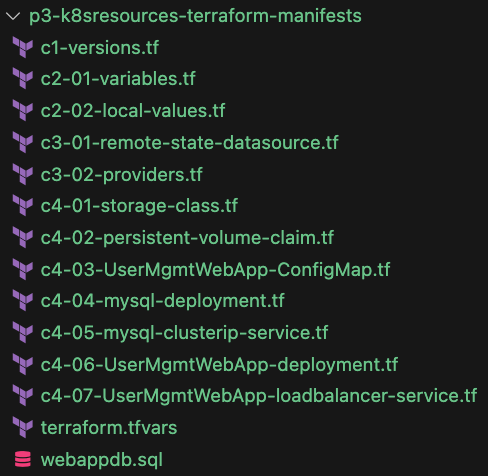 p3-k8sresources-terraform-manifests
c1-versions.tf
c2-01-variables.tf
c2-02-local-values.tf
c3-01-remote-state-datasource.tf
c3-02-providers.tf
c4-01-storage-class.tf
c4-02-persistent-volume-claim.tf
c4-03-UserMgmtWebApp-ConfigMap.tf
c4-04-mysql-deployment.tf
c4-05-mysql-clusterip-service.tf
c4-06-UserMgmtWebApp-deployment.tf
c4-07-UserMgmtWebApp-loadbalancer-service.tf
terraform.tfvars
webappdb.sql